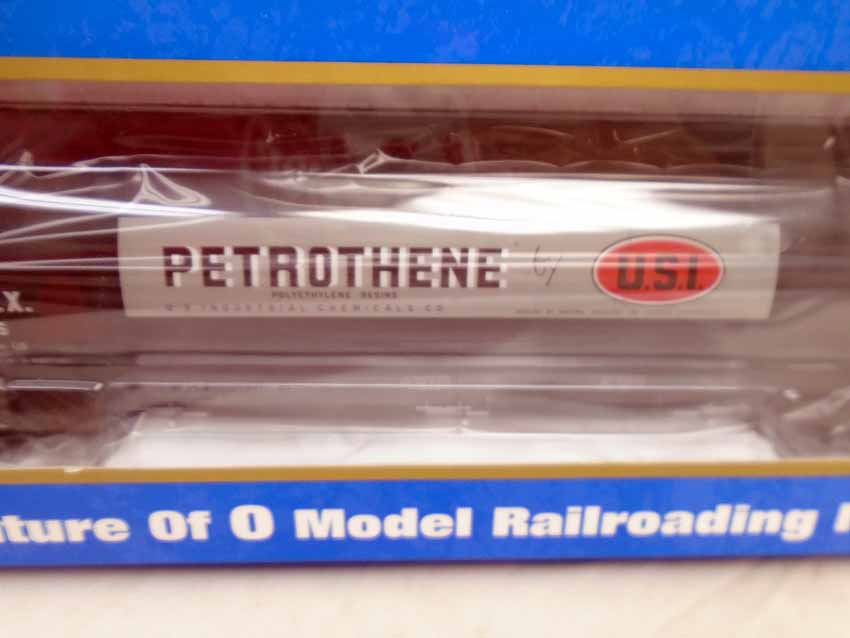 PETROTHENE by U.S.I.
POLYETHYLENE RESINS
U S INDUSTRIAL CHEMICALS CO
.X.
S
uture Of O Model Railroading